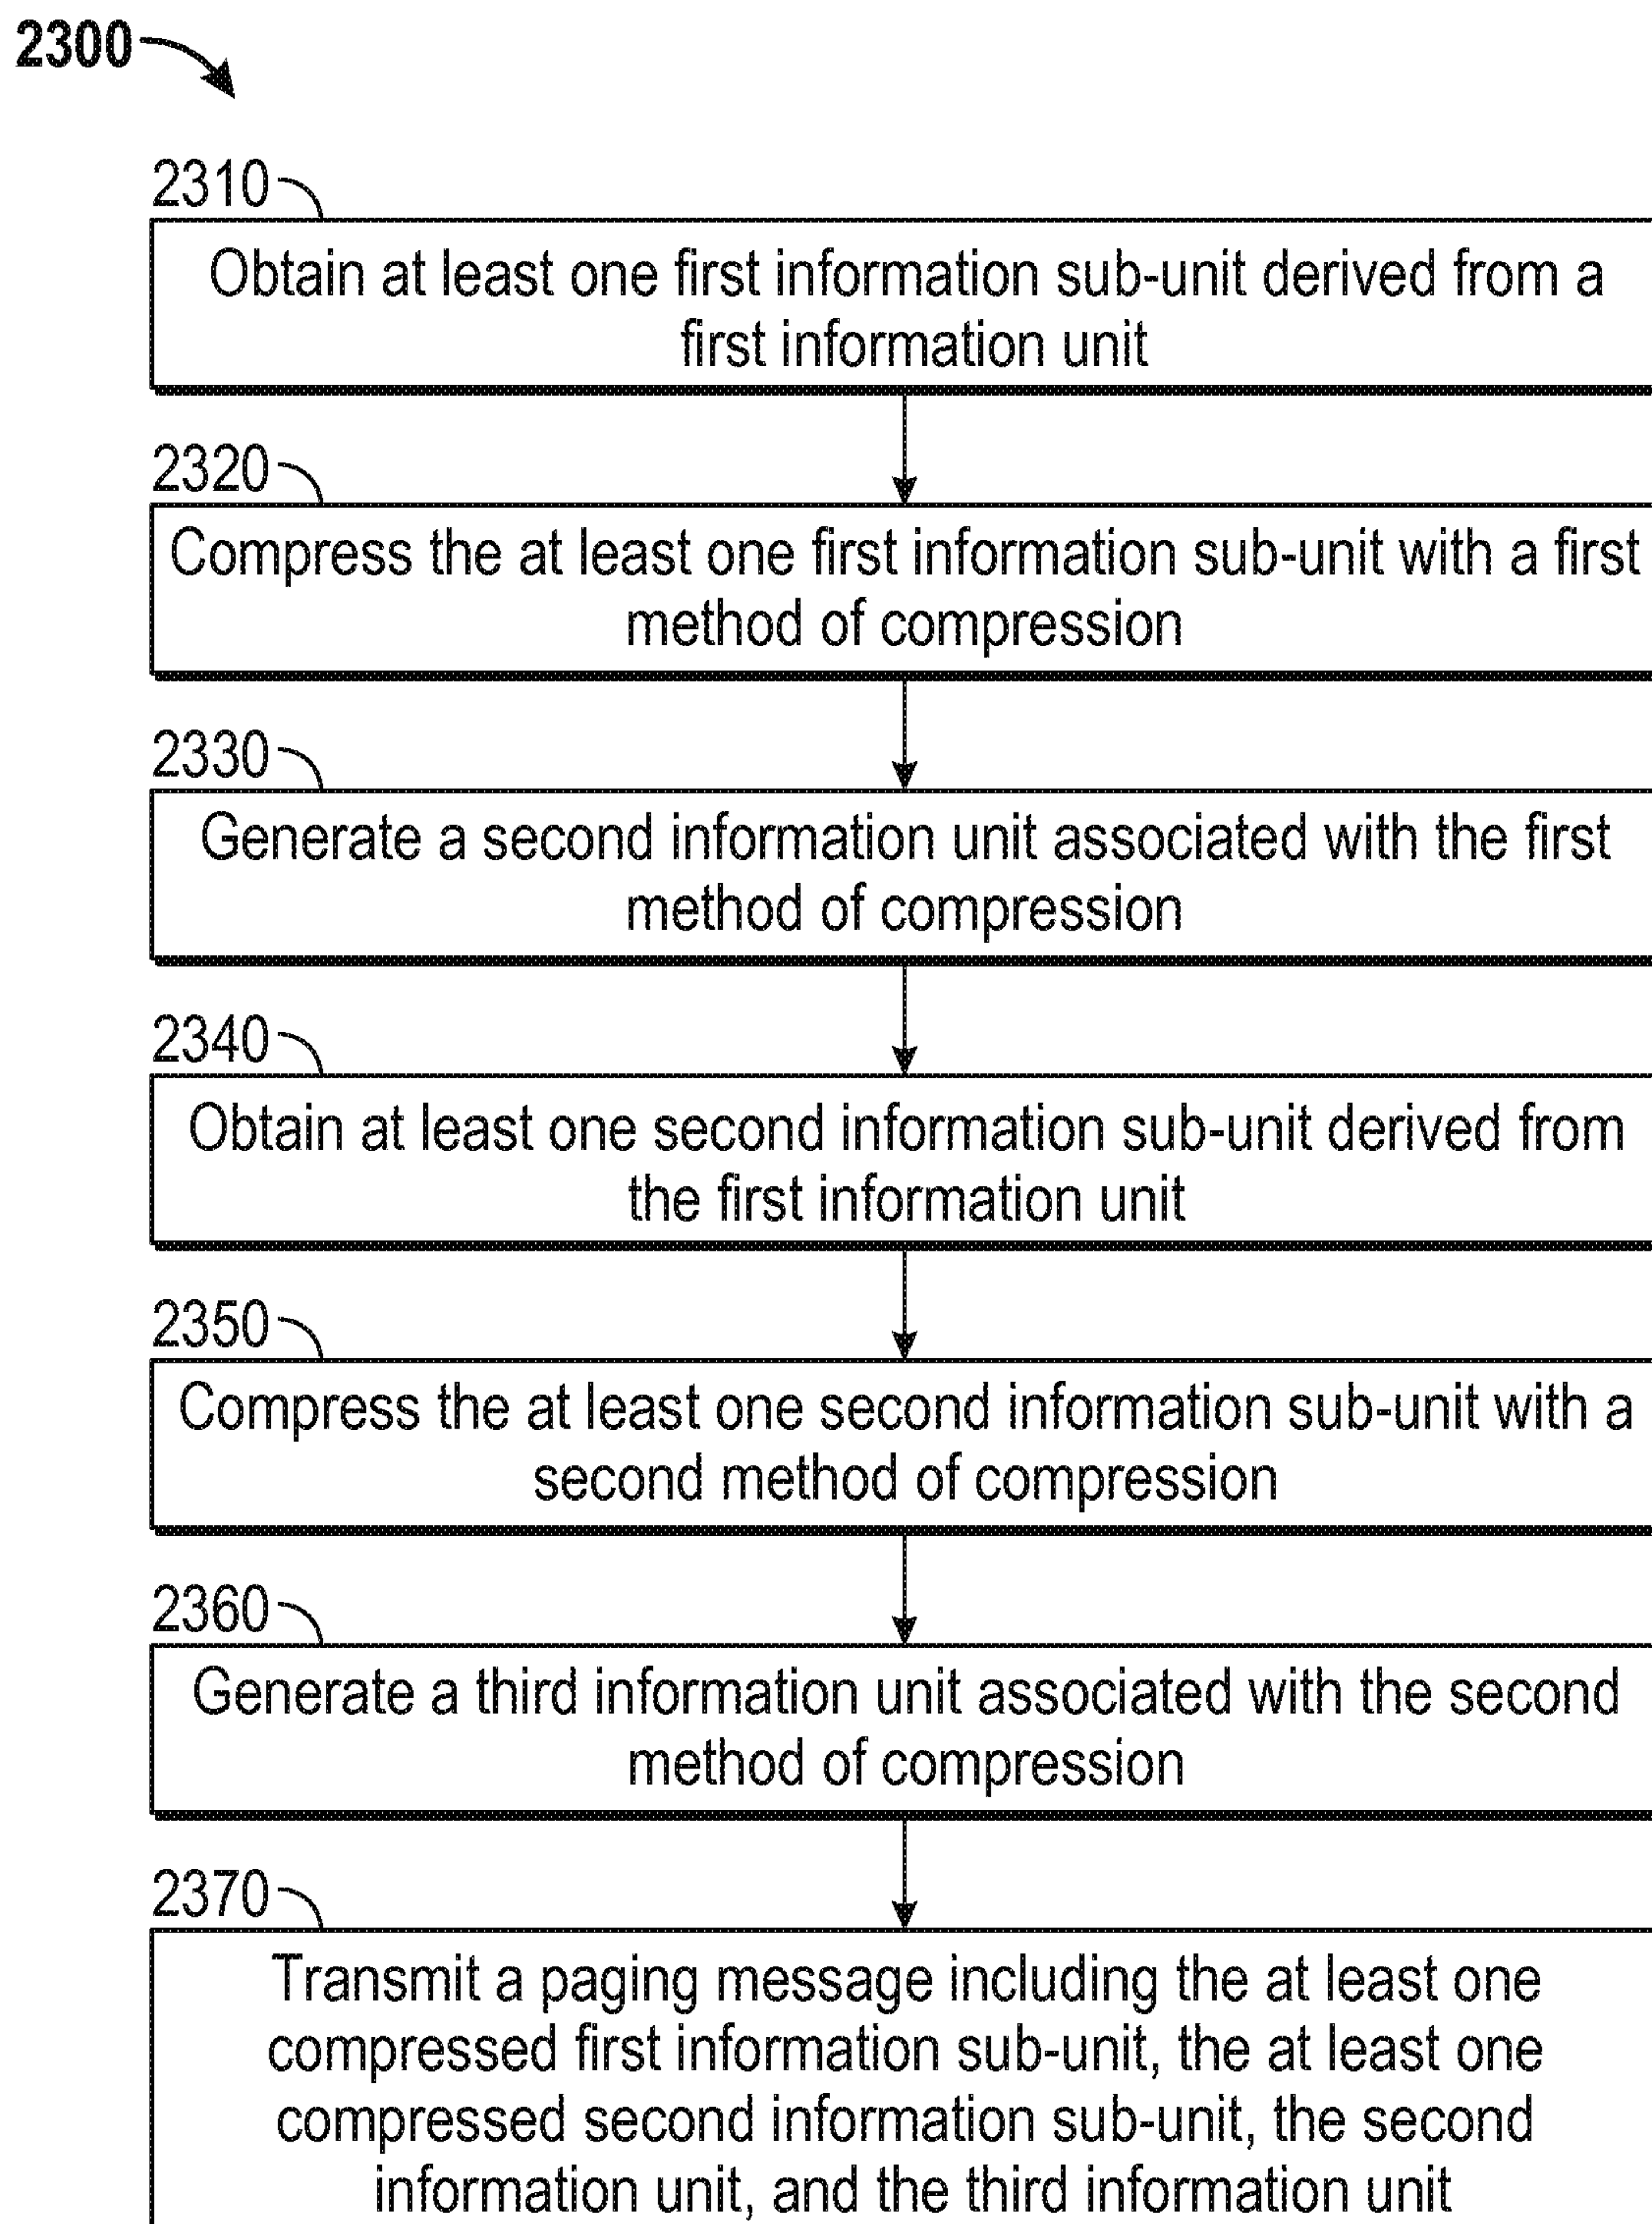 2300
2310
Obtain at least one first information sub-unit derived from a
first information unit
2320
Compress the at least one first information sub-unit with a first
method of compression
2330
Generate a second information unit associated with the first
method of compression
2340
Obtain at least one second information sub-unit derived from
the first information unit
2350
Compress the at least one second information sub-unit with a
second method of compression
2360
Generate a third information unit associated with the second
method of compression
2370
Transmit a paging message including the at least one
compressed first information sub-unit, the at least one
compressed second information sub-unit, the second
information unit, and the third information unit